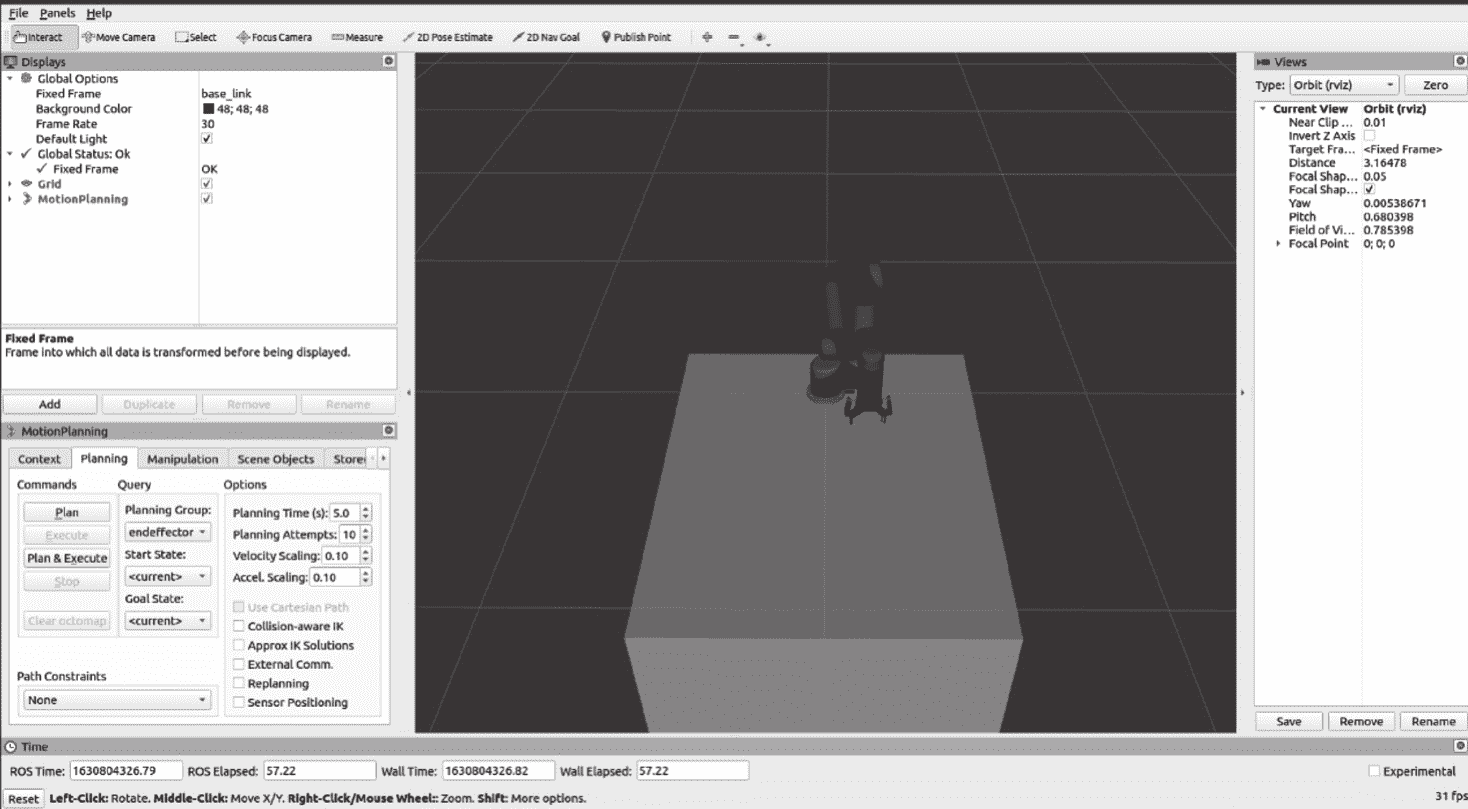 File Panels Help
Interact Move Camera Select Focus Camera Measure 2D Pose Estimate 2D Nav Goal Publish Point
Displays
Global Options
Fixed Frame base_link
Background Color 48; 48; 48
Frame Rate 30
Default Light
Global Status: Ok
Fixed Frame OK
Grid
MotionPlanning
Fixed Frame
Frame into which all data is transformed before being displayed.
Add Duplicate Remove Rename
MotionPlanning
Context Planning Manipulation Scene Objects Store
Commands Query Options
Plan
Execute
Plan & Execute
Stop
Clear octomap
Planning Group:
endeffector
Start State:
<current>
Goal State:
<current>
Planning Time (s): 5.0
Planning Attempts: 10
Velocity Scaling: 0.10
Accel. Scaling: 0.10
Use Cartesian Path
Collision-aware IK
Approx IK Solutions
External Comm.
Replanning
Sensor Positioning
Path Constraints
None
Views
Type: Orbit (rviz) Zero
Current View Orbit (rviz)
Near Clip ... 0.01
Invert Z Axis
Target Fra... <Fixed Frame>
Distance 3.16478
Focal Shap... 0.05
Focal Shap...
Yaw 0.00538671
Pitch 0.680398
Field of Vi... 0.785398
Focal Point 0; 0; 0
Save Remove Rename
Time
ROS Time: 1630804326.79 ROS Elapsed: 57.22 Wall Time: 1630804326.82 Wall Elapsed: 57.22 Experimental
Reset Left-Click: Rotate. Middle-Click: Move X/Y. Right-Click/Mouse Wheel:: Zoom. Shift: More options. 31 fps